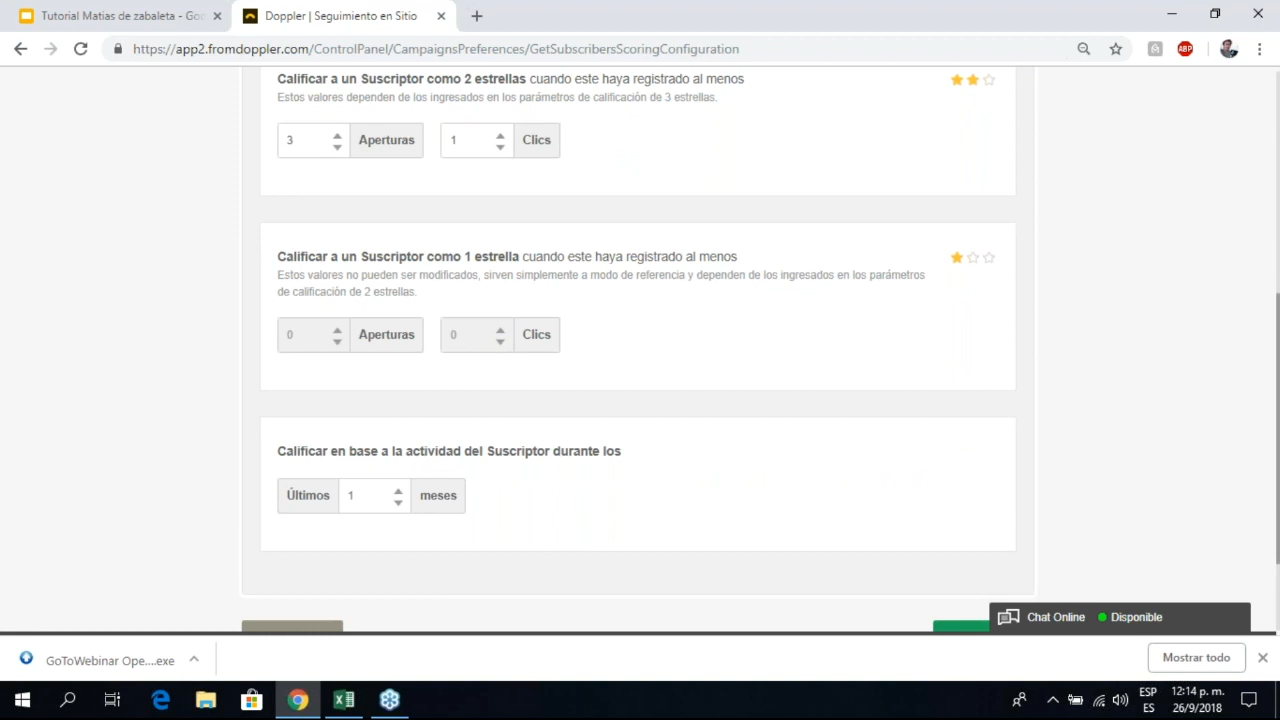 Tutorial Matias de zabaleta - Goo
Doppler | Seguimiento en Sitio
https://app2.fromdoppler.com/ControlPanel/CampaignsPreferences/GetSubscribersScoringConfiguration
ABP
Calificar a un Suscriptor como 2 estrellas cuando este haya registrado al menos
Estos valores dependen de los ingresados en los parámetros de calificación de 3 estrellas.
3 Aperturas 1 Clics
Calificar a un Suscriptor como 1 estrella cuando este haya registrado al menos
Estos valores no pueden ser modificados, sirven simplemente a modo de referencia y dependen de los ingresados en los parámetros
de calificación de 2 estrellas.
0 Aperturas 0 Clics
Calificar en base a la actividad del Suscriptor durante los
Últimos 1 meses
Chat Online Disponible
GoToWebinar Ope....exe
Mostrar todo
ESP
ES
12:14 p. m.
26/9/2018